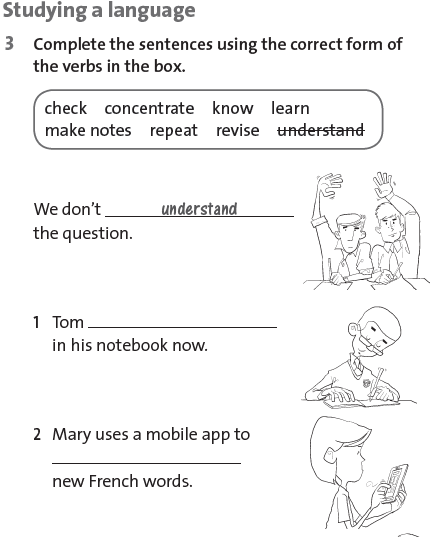 Studying a language
3 Complete the sentences using the correct form of
the verbs in the box.
check concentrate know learn
make notes repeat revise understand
We don't understand
the question.
1 Tom
in his notebook now.
2 Mary uses a mobile app to
new French words.